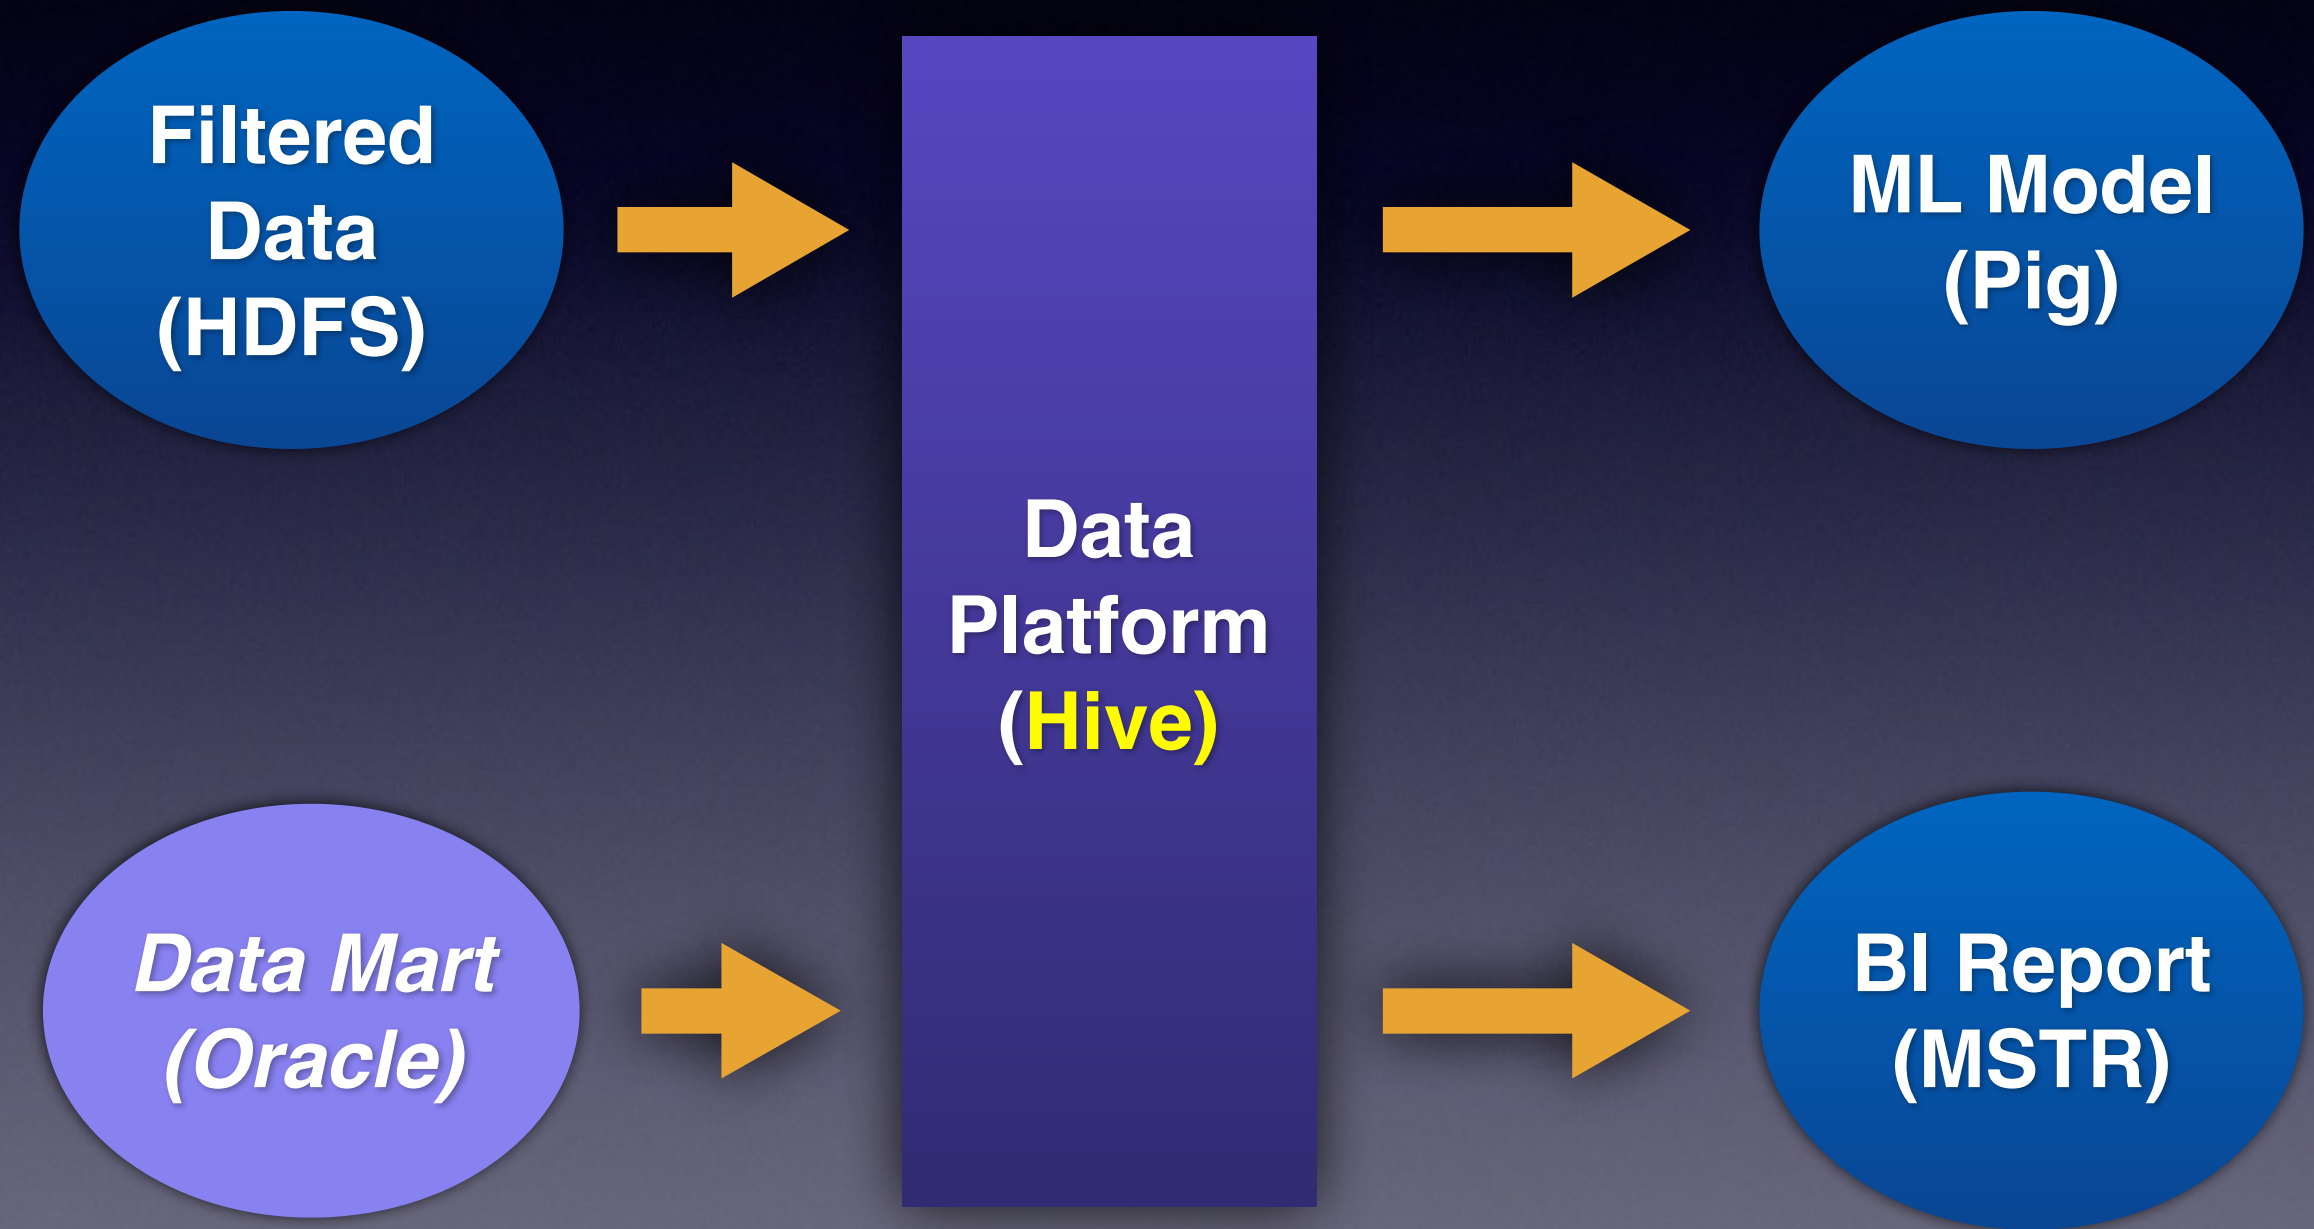 Filtered
Data
(HDFS)
ML Model
(Pig)
Data
Platform
(Hive)
Data Mart
(Oracle)
BI Report
(MSTR)